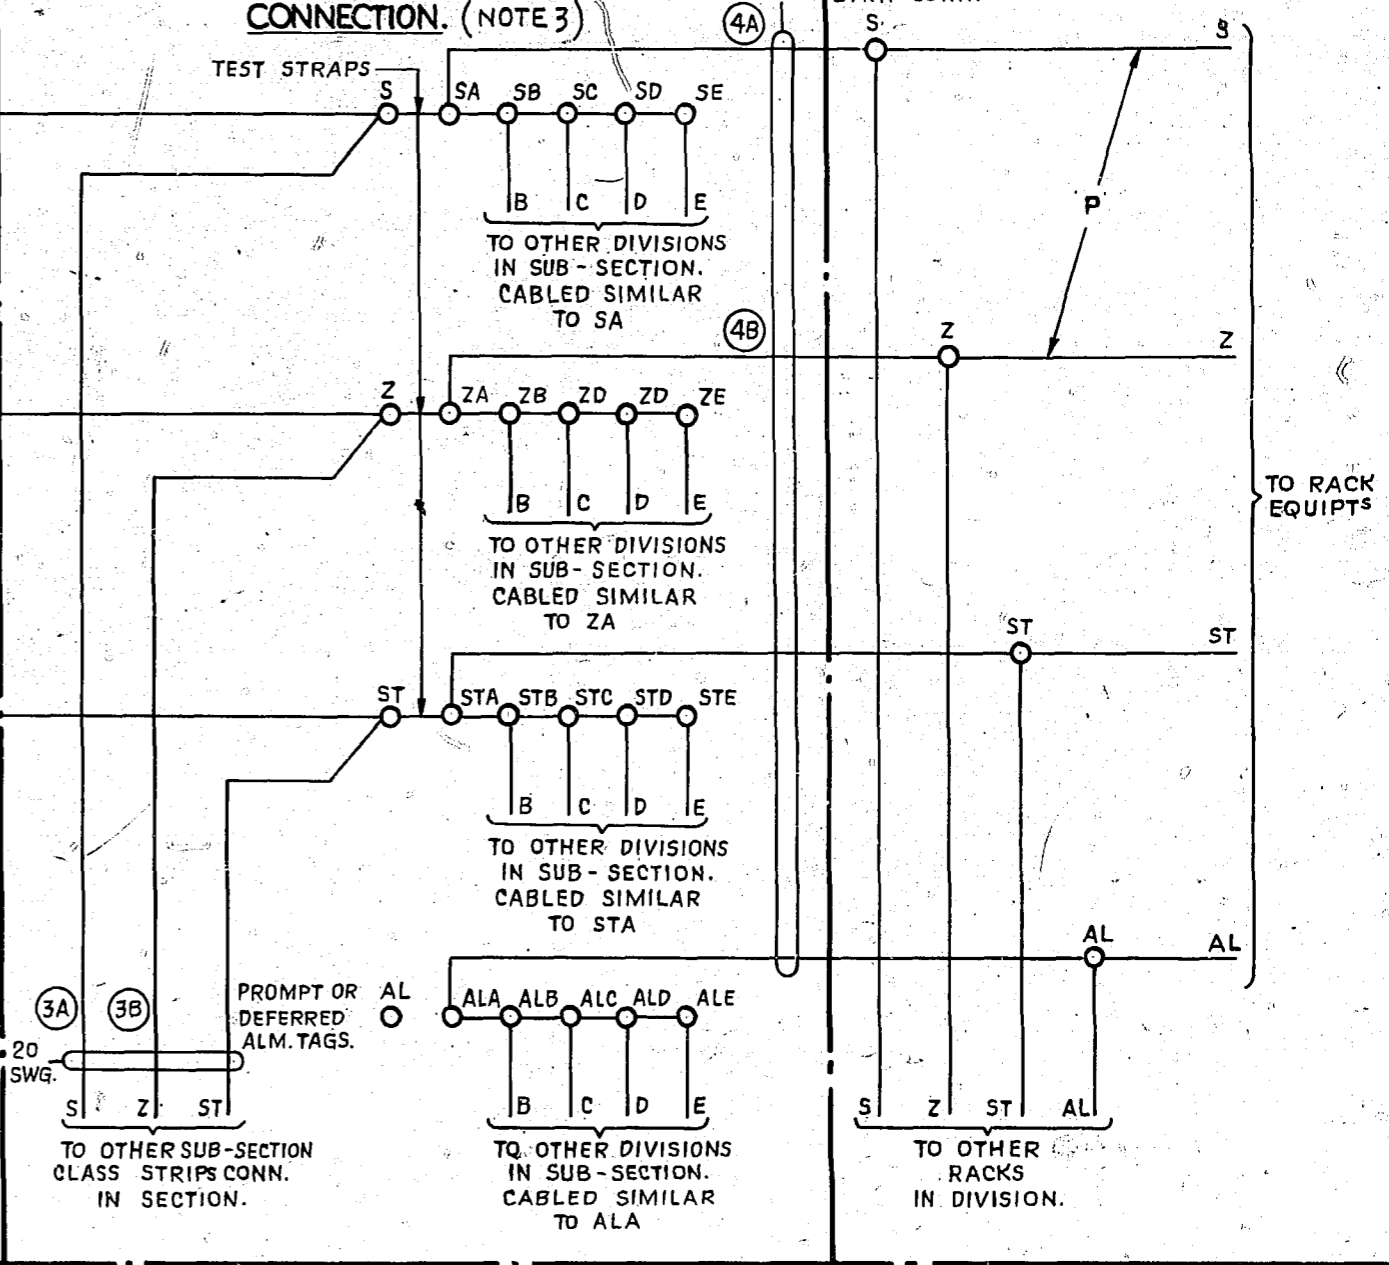 CONNECTION. (NOTE 3)
4A
S
S
TEST STRAPS
S
SA SB SC SD SE
B C D E
TO OTHER DIVISIONS
IN SUB-SECTION.
CABLED SIMILAR
TO SA
'P'
4B
Z
Z
Z
ZA ZB ZD ZD ZE
B C D E
TO OTHER DIVISIONS
IN SUB-SECTION.
CABLED SIMILAR
TO ZA
TO RACK
EQUIPTS
ST
ST
ST
STA STB STC STD STE
B C D E
TO OTHER DIVISIONS
IN SUB-SECTION.
CABLED SIMILAR
TO STA
AL
AL
3A
3B
PROMPT OR
DEFERRED
ALM. TAGS.
AL
ALA ALB ALC ALD ALE
20
SWG.
S Z ST
B C D E
S Z ST AL
TO OTHER SUB-SECTION
CLASS STRIPS CONN.
IN SECTION.
TO OTHER DIVISIONS
IN SUB-SECTION.
CABLED SIMILAR
TO ALA
TO OTHER
RACKS
IN DIVISION.